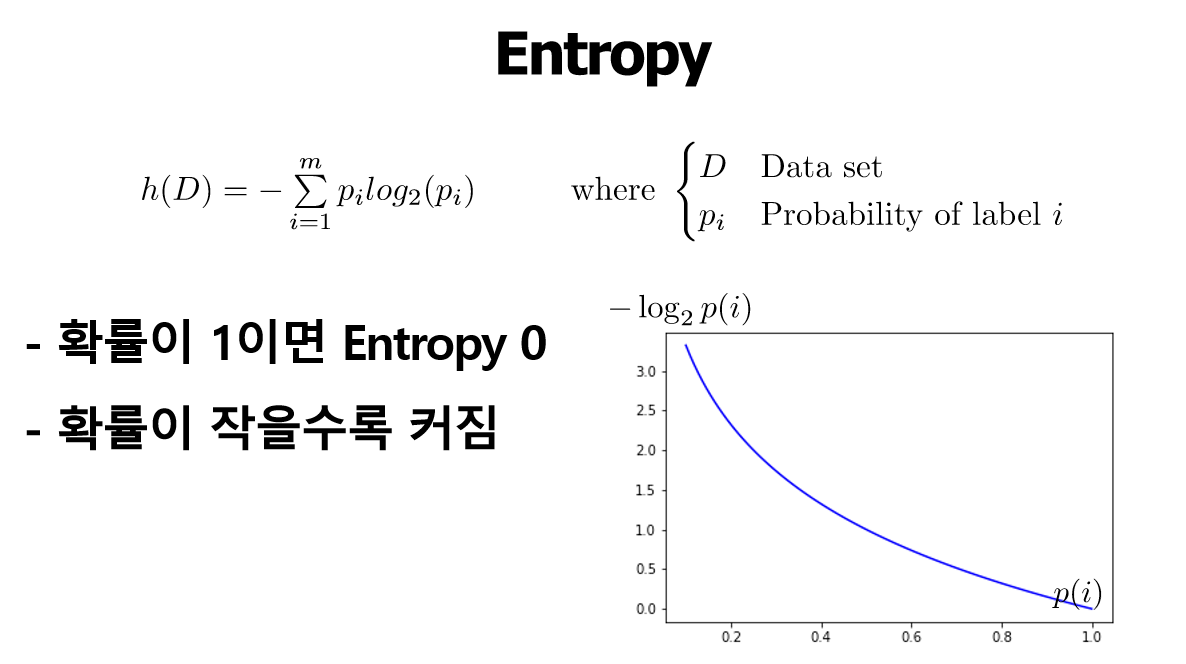 Entropy
h(D) = − ∑_{i=1}^{m} p_i log_2(p_i)
where { D Data set
p_i Probability of label i
- 확률이 1이면 Entropy 0
- 확률이 작을수록 커짐
− log_2 p(i)
3.0
2.5
2.0
1.5
1.0
0.5
0.0
p(i)
0.2 0.4 0.6 0.8 1.0